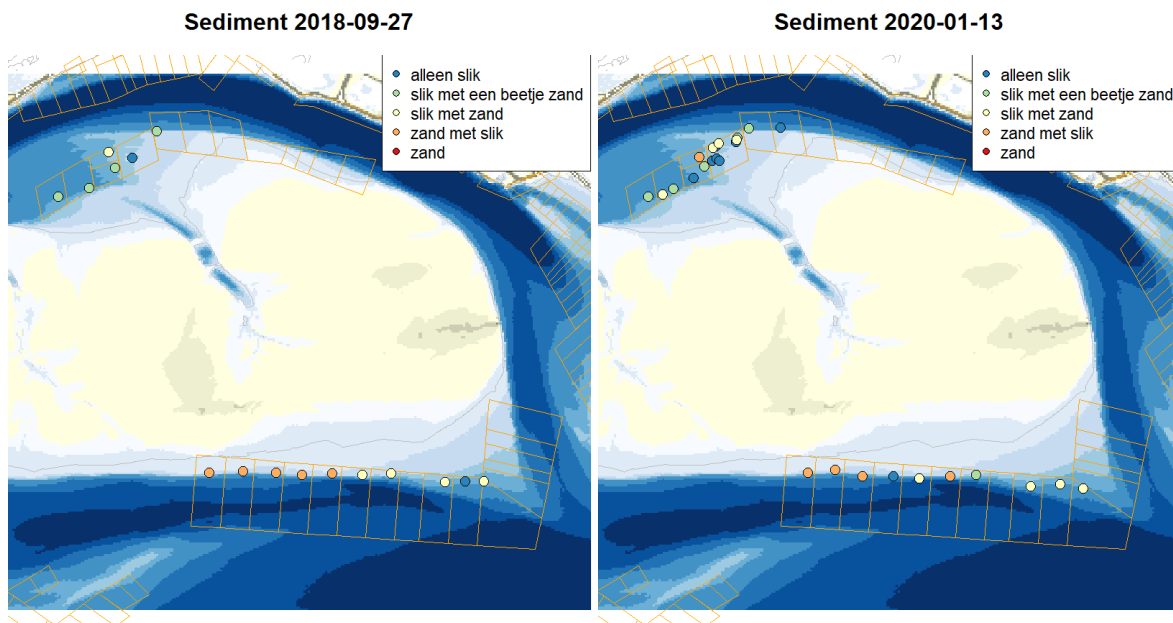 Sediment 2018-09-27
alleen slik
slik met een beetje zand
slik met zand
zand met slik
zand
Sediment 2020-01-13
alleen slik
slik met een beetje zand
slik met zand
zand met slik
zand